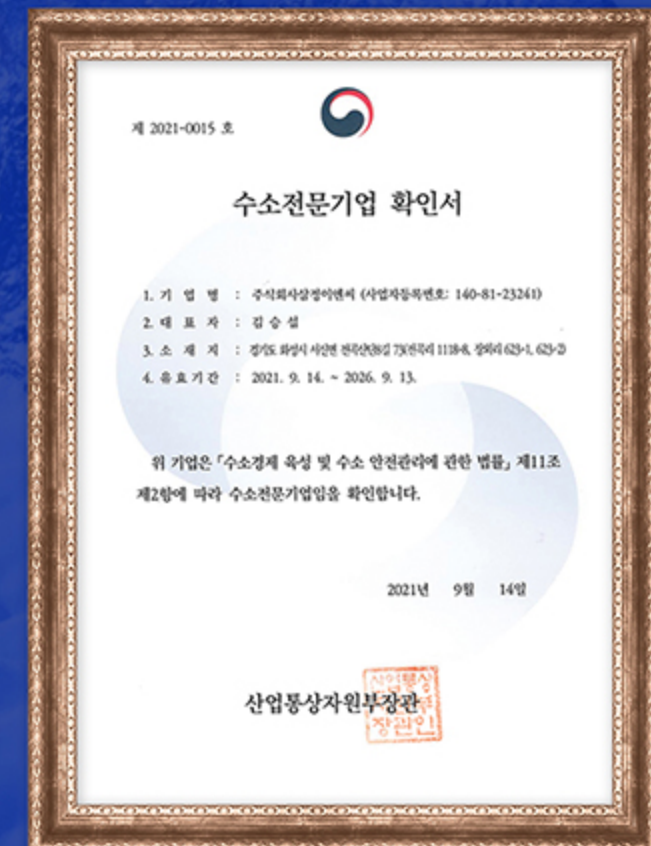 제 2021-0015 호
수소전문기업 확인서
1. 기 업 명 : 주식회사삼정이엔씨 (사업자등록번호: 140-81-23241)
2. 대 표 자 : 김승섭
3. 소 재 지 : 경기도 화성시 서신면 전곡산단8길 73(전곡리 1118-8, 장외리 623-1, 623-2)
4. 유효기간 : 2021. 9. 14. ~ 2026. 9. 13.
위 기업은 「수소경제 육성 및 수소 안전관리에 관한 법률」 제11조
제2항에 따라 수소전문기업임을 확인합니다.
2021년 9월 14일
산업통상자원부장관